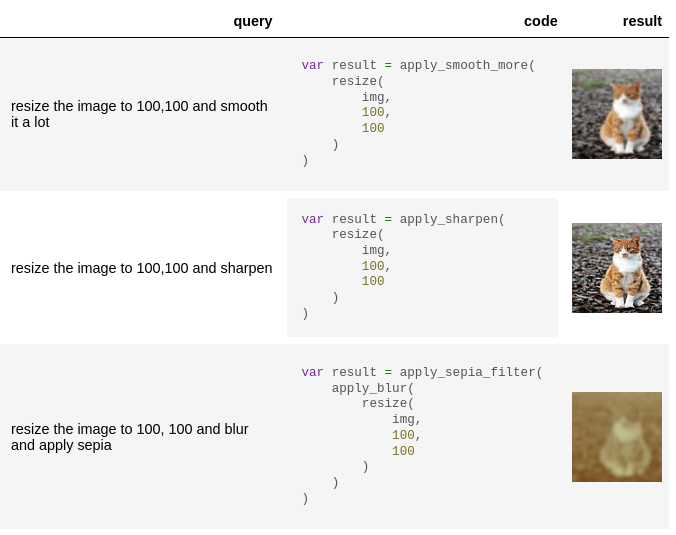 query code result
resize the image to 100,100 and smooth
it a lot
var result = apply_smooth_more(
    resize(
        img,
        100,
        100
    )
)
resize the image to 100,100 and sharpen
var result = apply_sharpen(
    resize(
        img,
        100,
        100
    )
)
resize the image to 100, 100 and blur
and apply sepia
var result = apply_sepia_filter(
    apply_blur(
        resize(
            img,
            100,
            100
        )
    )
)